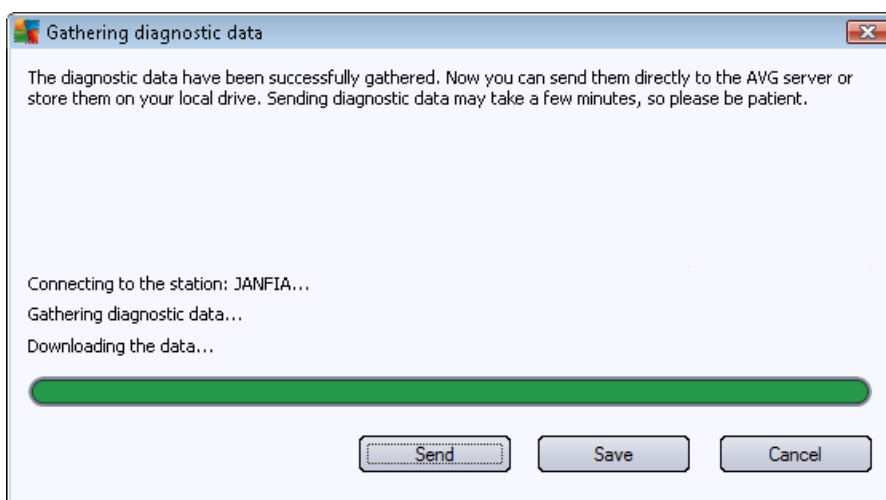 Gathering diagnostic data
The diagnostic data have been successfully gathered. Now you can send them directly to the AVG server or
store them on your local drive. Sending diagnostic data may take a few minutes, so please be patient.
Connecting to the station: JANFIA...
Gathering diagnostic data...
Downloading the data...
Send Save Cancel